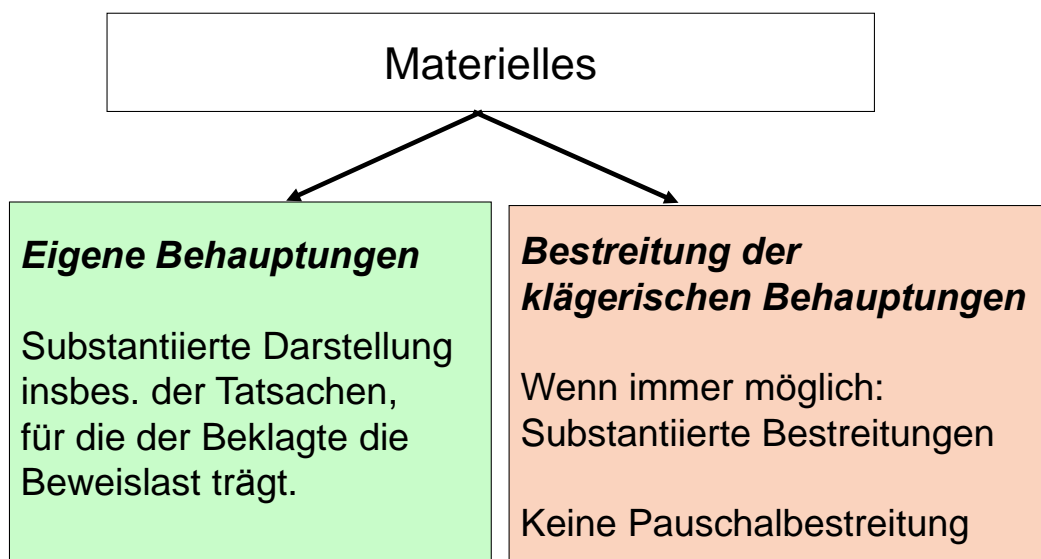 Materielles
Eigene Behauptungen
Substantiierte Darstellung
insbes. der Tatsachen,
für die der Beklagte die
Beweislast trägt.
Bestreitung der
klägerischen Behauptungen
Wenn immer möglich:
Substantiierte Bestreitungen
Keine Pauschalbestreitung